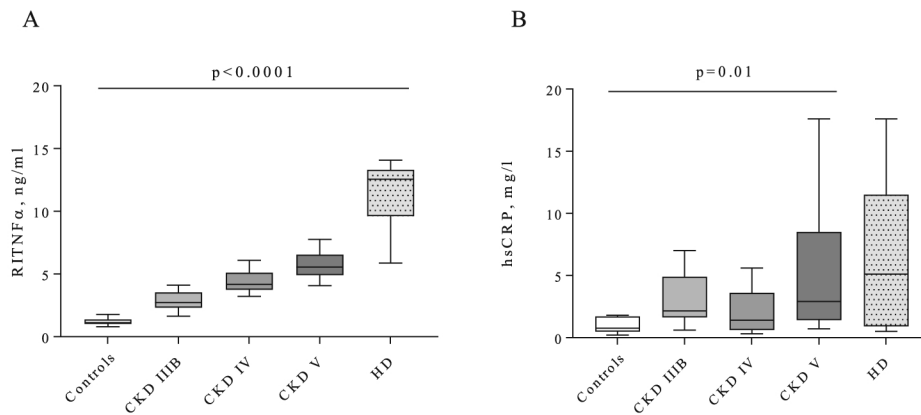 A
p<0.0001
RITNFα, ng/ml
20
15
10
5
0
Controls
CKD IIIB
CKD IV
CKD V
HD
B
p=0.01
hsCRP, mg/l
20
15
10
5
0
Controls
CKD IIIB
CKD IV
CKD V
HD